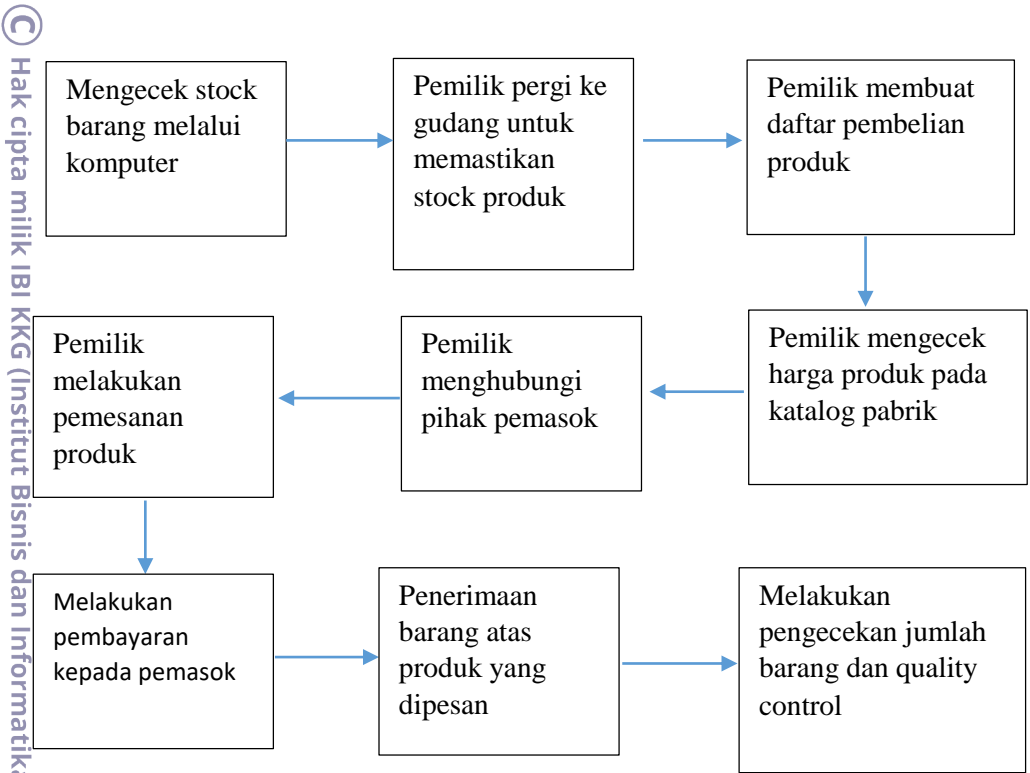 © Hak cipta milik IBI KKG (Institut Bisnis dan Informatika
Mengecek stock
barang melalui
komputer
Pemilik pergi ke
gudang untuk
memastikan
stock produk
Pemilik membuat
daftar pembelian
produk
Pemilik mengecek
harga produk pada
katalog pabrik
Pemilik
menghubungi
pihak pemasok
Pemilik
melakukan
pemesanan
produk
Melakukan
pembayaran
kepada pemasok
Penerimaan
barang atas
produk yang
dipesan
Melakukan
pengecekan jumlah
barang dan quality
control